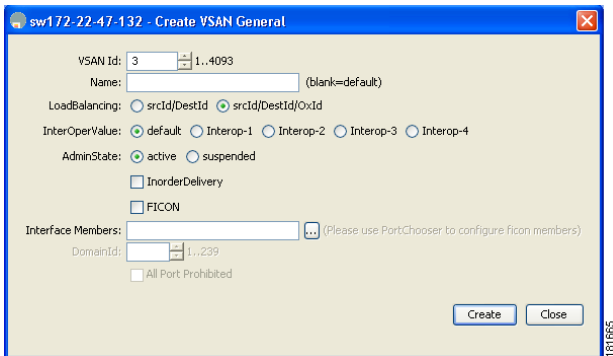 sw172-22-47-132 - Create VSAN General
VSAN Id: 3 1..4093
Name: (blank=default)
LoadBalancing: srcId/DestId srcId/DestId/OxId
InterOperValue: default Interop-1 Interop-2 Interop-3 Interop-4
AdminState: active suspended
InorderDelivery
FICON
Interface Members: ... (Please use PortChooser to configure ficon members)
DomainId: 1..239
All Port Prohibited
Create Close
181665